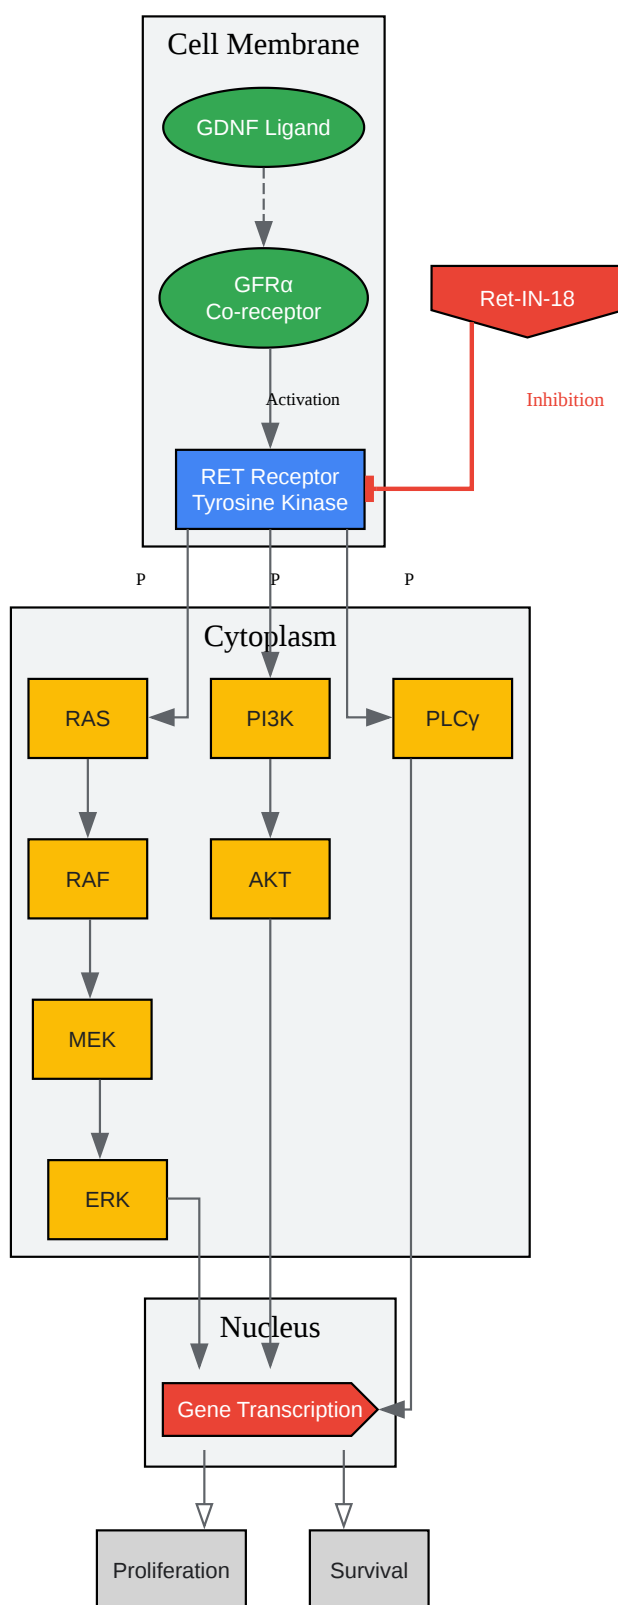 Cell Membrane
GDNF Ligand
GFRα
Co-receptor
Ret-IN-18
Activation
Inhibition
RET Receptor
Tyrosine Kinase
P
P
P
Cytoplasm
RAS
PI3K
PLCγ
RAF
AKT
MEK
ERK
Nucleus
Gene Transcription
Proliferation
Survival